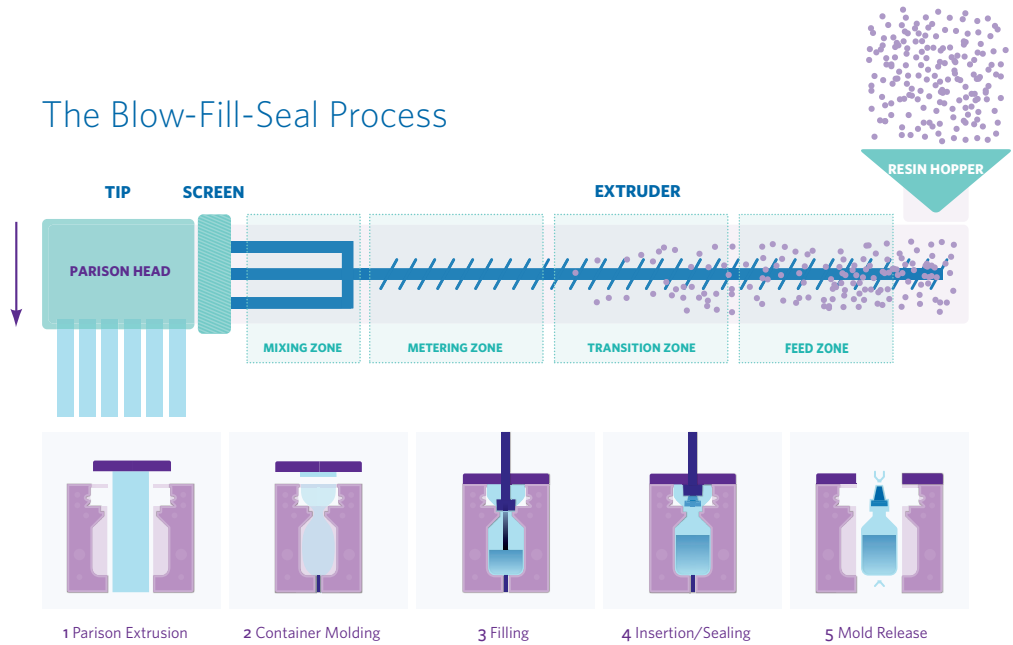 The Blow-Fill-Seal Process
RESIN HOPPER
TIP
SCREEN
EXTRUDER
PARISON HEAD
MIXING ZONE
METERING ZONE
TRANSITION ZONE
FEED ZONE
1 Parison Extrusion
2 Container Molding
3 Filling
4 Insertion/Sealing
5 Mold Release